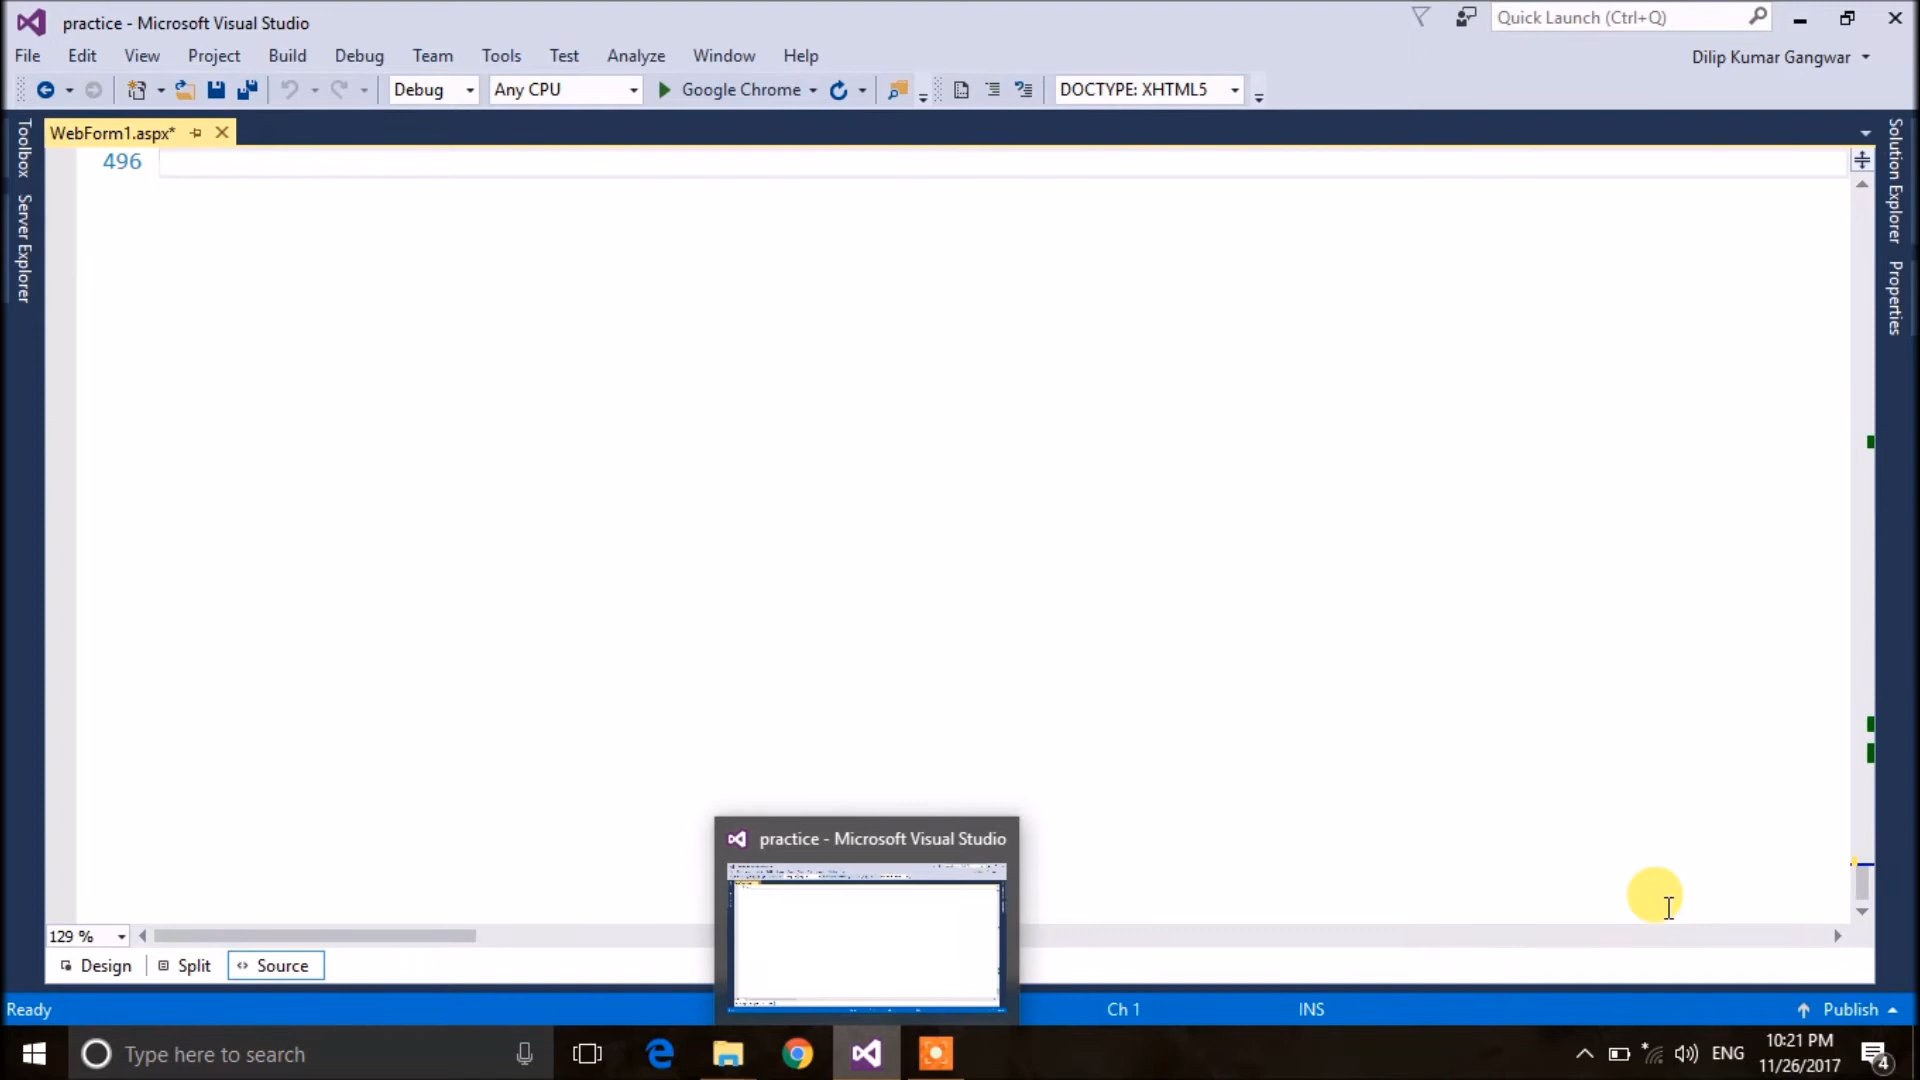 practice - Microsoft Visual Studio
Quick Launch (Ctrl+Q)
File Edit View Project Build Debug Team Tools Test Analyze Window Help
Dilip Kumar Gangwar
Debug Any CPU Google Chrome DOCTYPE: XHTML5
WebForm1.aspx*
Toolbox
Server Explorer
Solution Explorer
Properties
496
practice - Microsoft Visual Studio
129 %
Design Split Source
Ready Ch 1 INS Publish
Type here to search
ENG
10:21 PM
11/26/2017
4